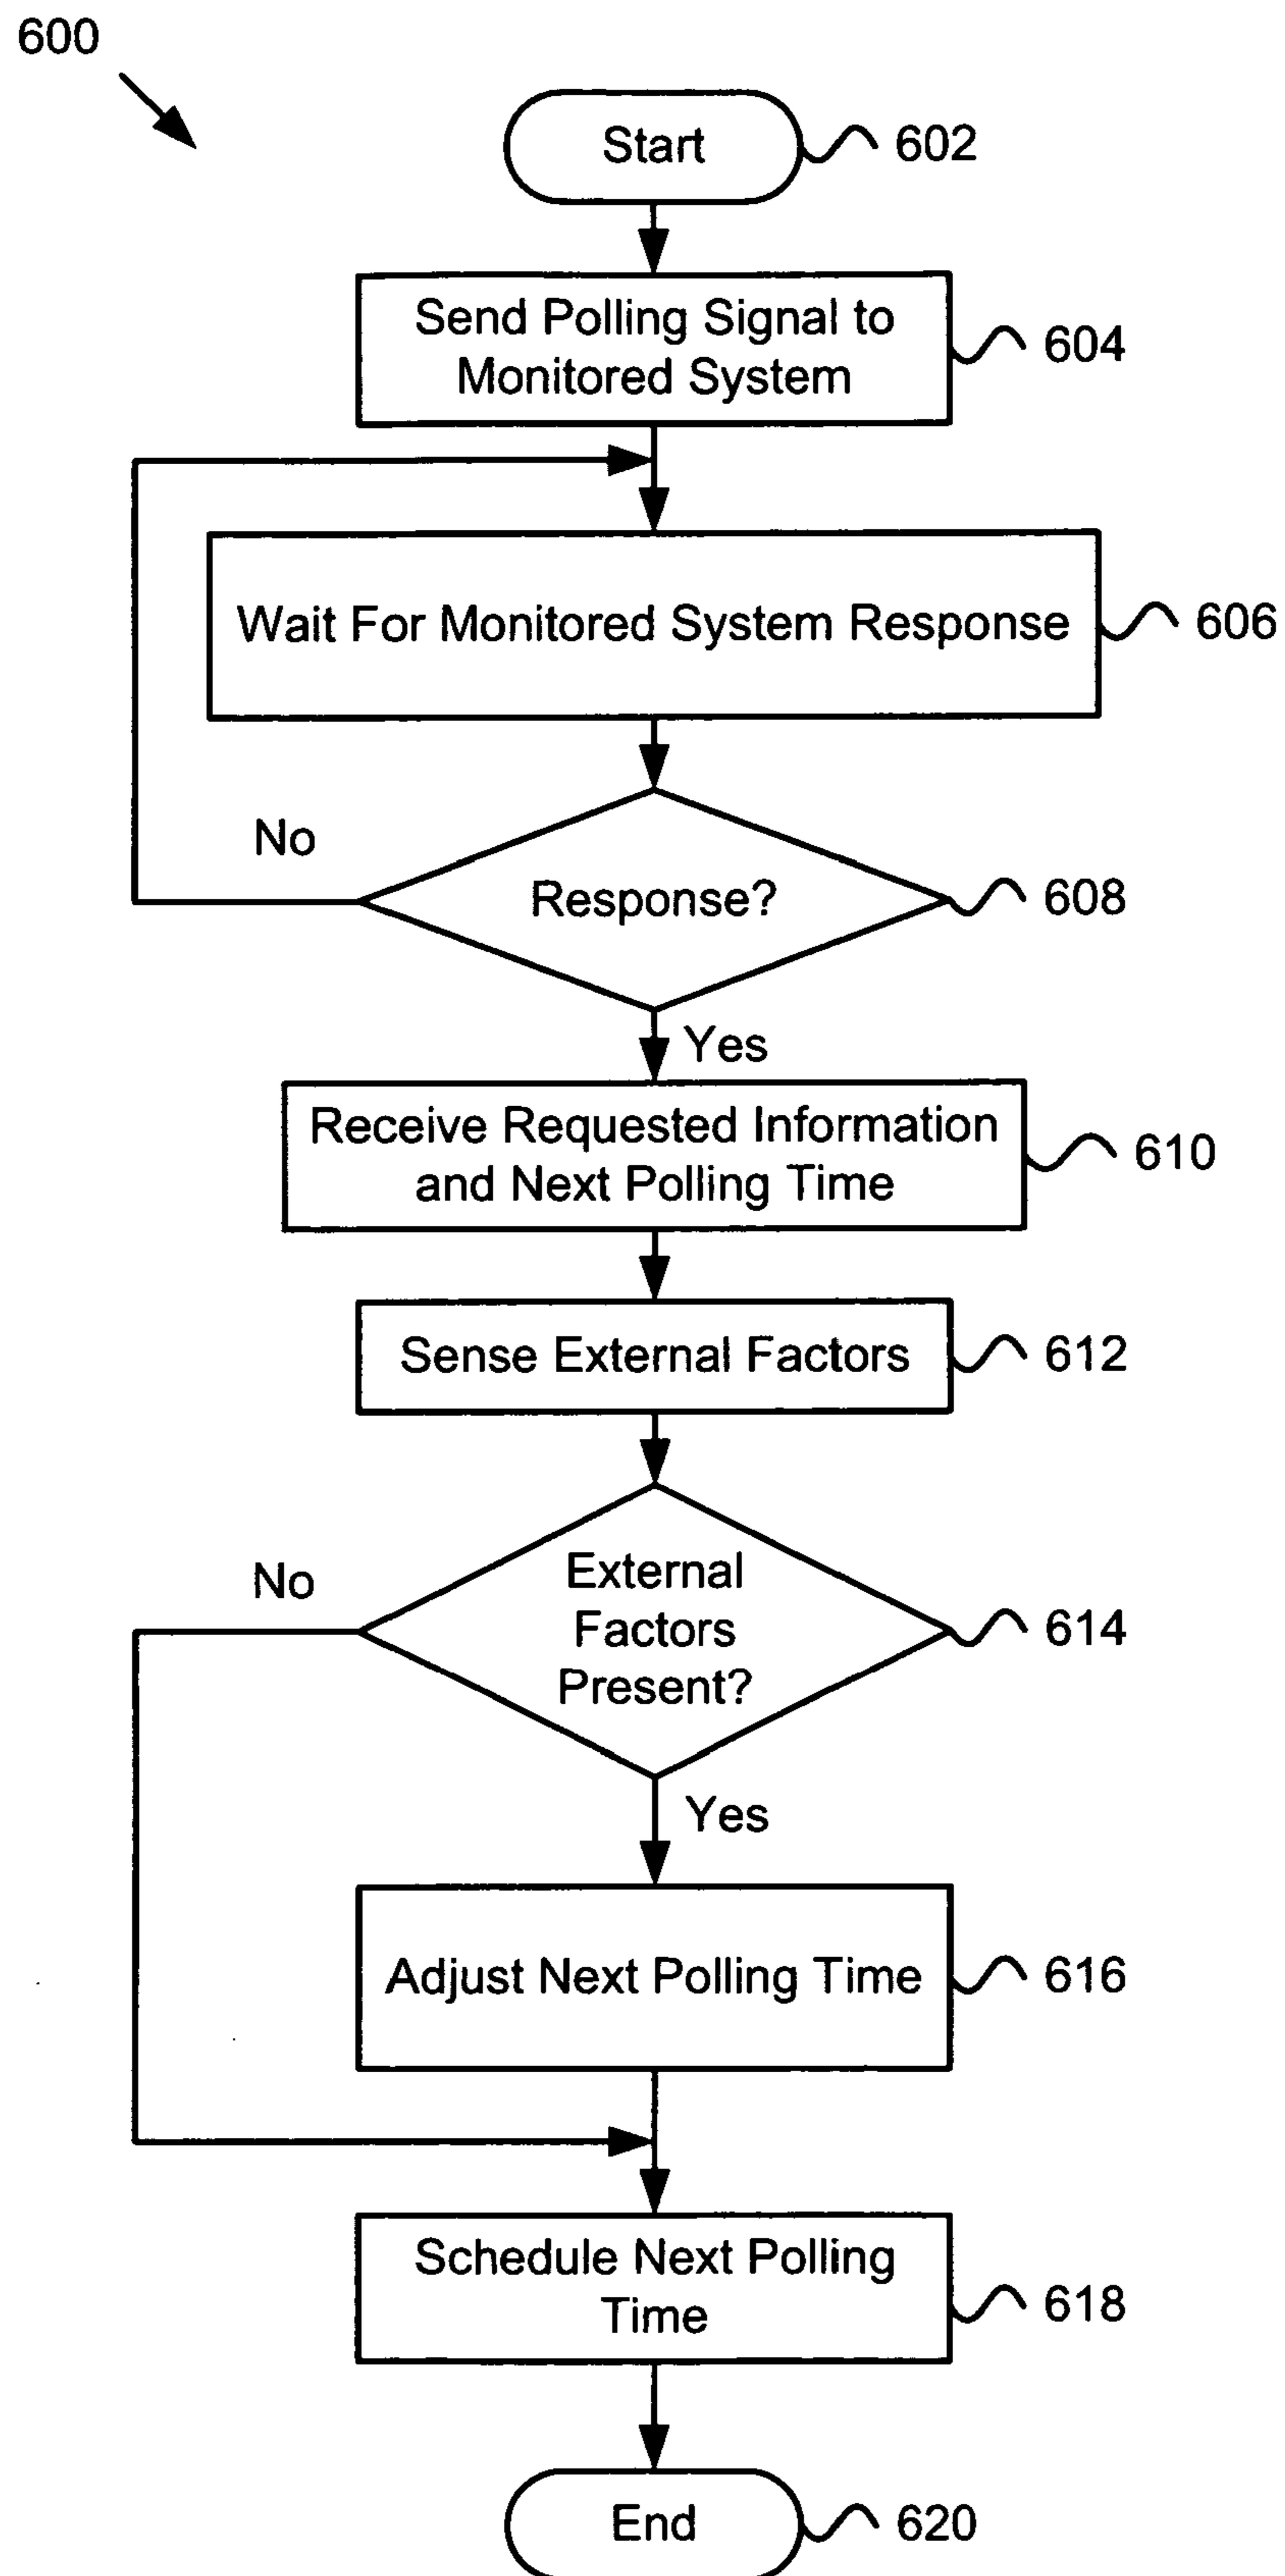 600
Start
602
Send Polling Signal to
Monitored System
604
Wait For Monitored System Response
606
No
Response?
608
Yes
Receive Requested Information
and Next Polling Time
610
Sense External Factors
612
No
External
Factors
Present?
614
Yes
Adjust Next Polling Time
616
Schedule Next Polling
Time
618
End
620